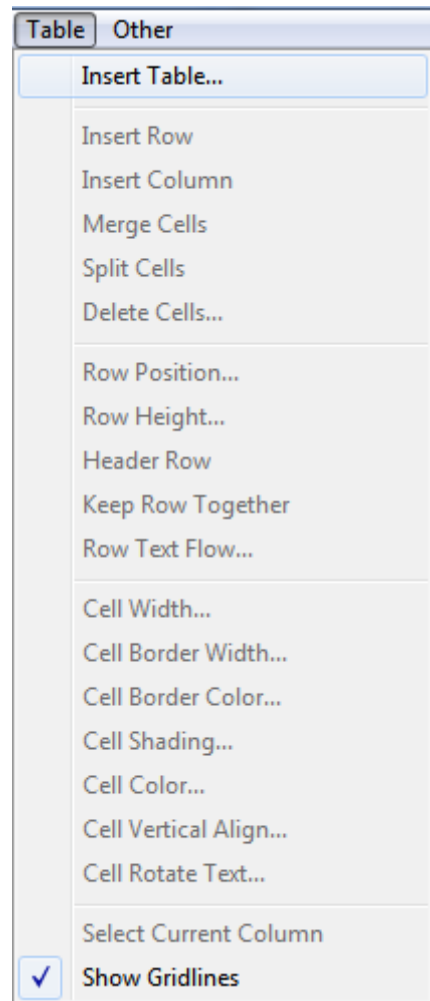 Table Other
Insert Table...
Insert Row
Insert Column
Merge Cells
Split Cells
Delete Cells...
Row Position...
Row Height...
Header Row
Keep Row Together
Row Text Flow...
Cell Width...
Cell Border Width...
Cell Border Color...
Cell Shading...
Cell Color...
Cell Vertical Align...
Cell Rotate Text...
Select Current Column
Show Gridlines